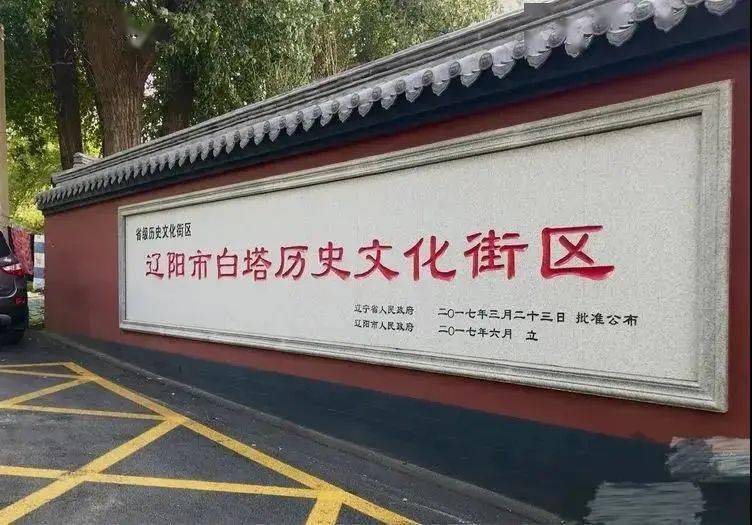 省级历史文化街区
辽阳市白塔历史文化街区
辽宁省人民政府 二〇一七年三月二十三日 批准公布
辽阳市人民政府 二〇一七年六月 立